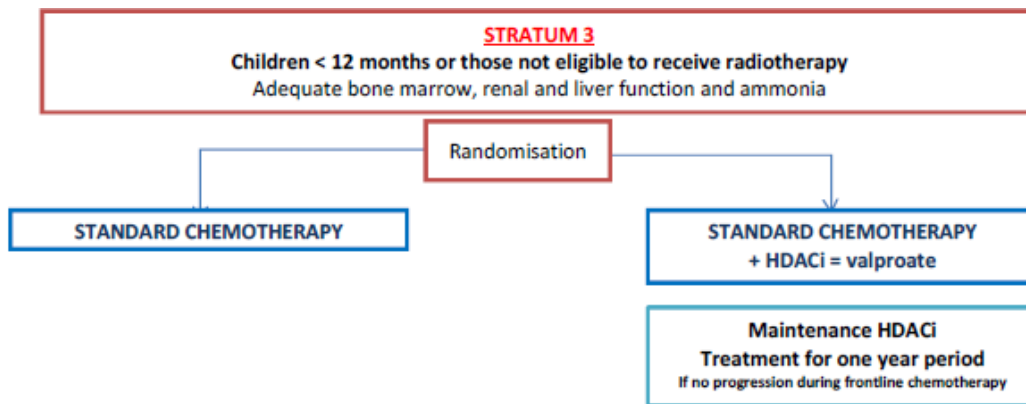 STRATUM 3
Children < 12 months or those not eligible to receive radiotherapy
Adequate bone marrow, renal and liver function and ammonia
Randomisation
STANDARD CHEMOTHERAPY
STANDARD CHEMOTHERAPY
+ HDACi = valproate
Maintenance HDACi
Treatment for one year period
If no progression during frontline chemotherapy